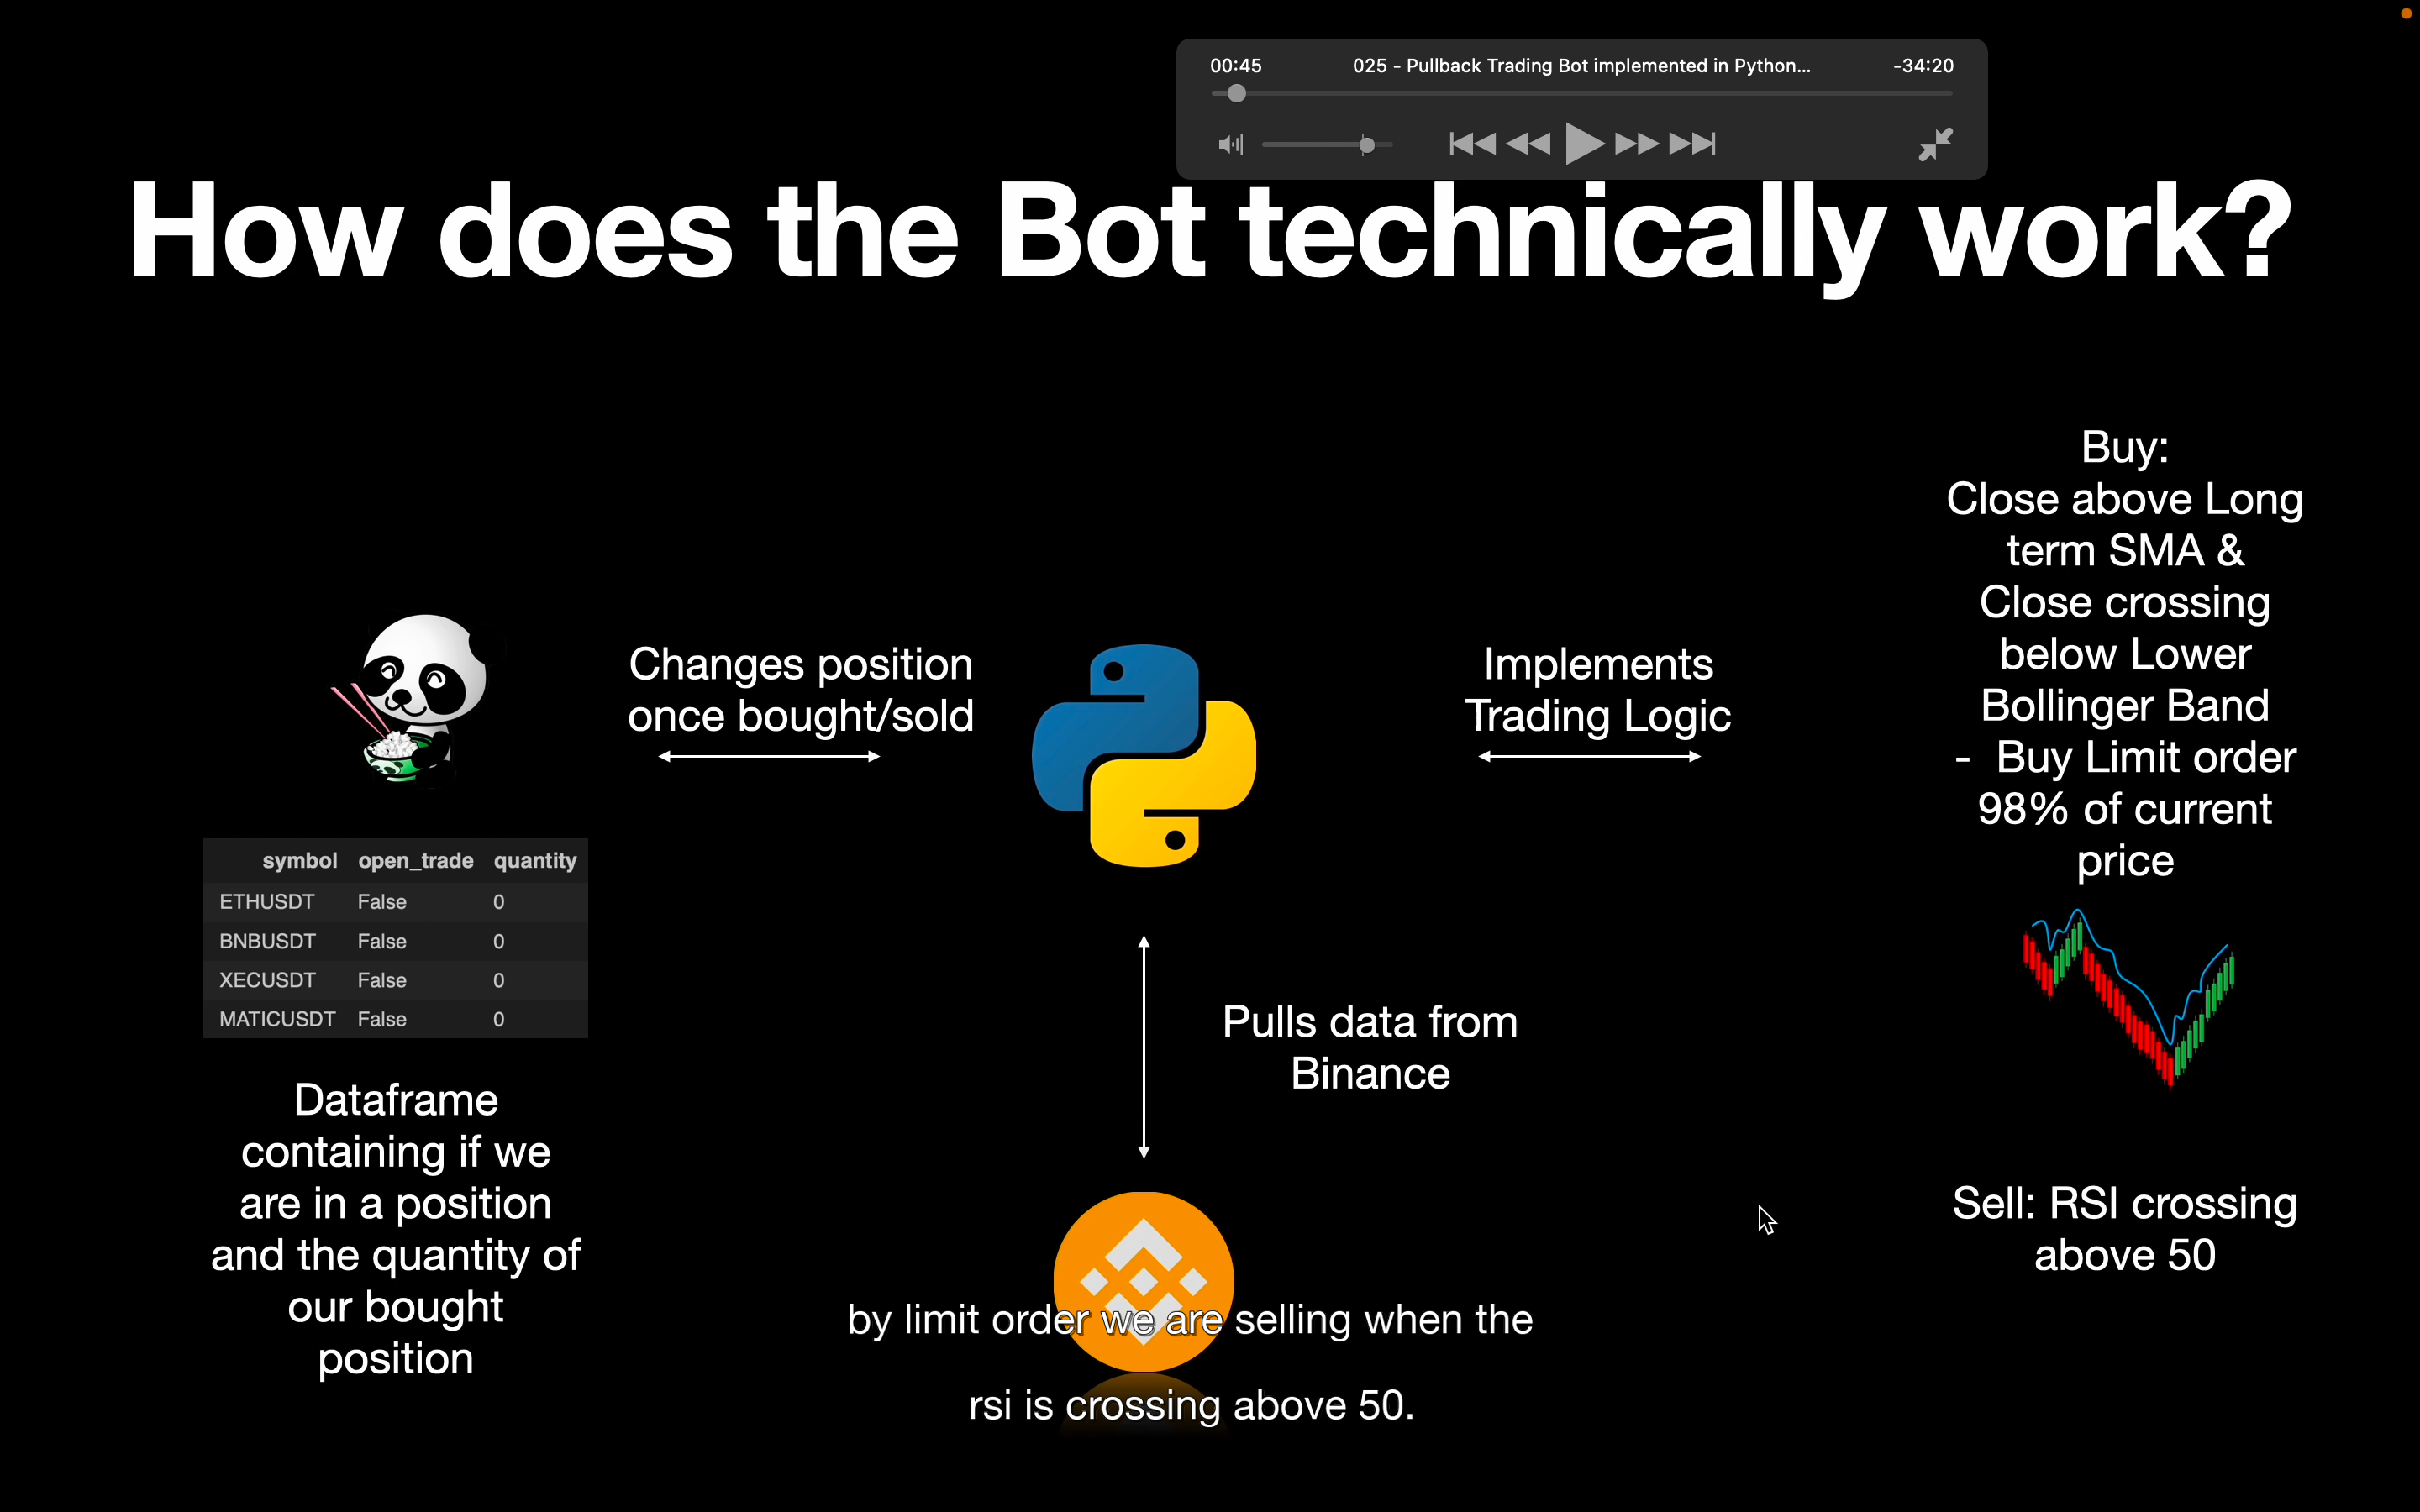 00:45
025 - Pullback Trading Bot implemented in Python...
-34:20
How does the Bot technically work?
Changes position
once bought/sold
Implements
Trading Logic
Buy:
Close above Long
term SMA &
Close crossing
below Lower
Bollinger Band
- Buy Limit order
98% of current
price
symbol open_trade quantity
ETHUSDT False 0
BNBUSDT False 0
XECUSDT False 0
MATICUSDT False 0
Dataframe
containing if we
are in a position
and the quantity of
our bought
position
Pulls data from
Binance
Sell: RSI crossing
above 50
by limit order we are selling when the
rsi is crossing above 50.